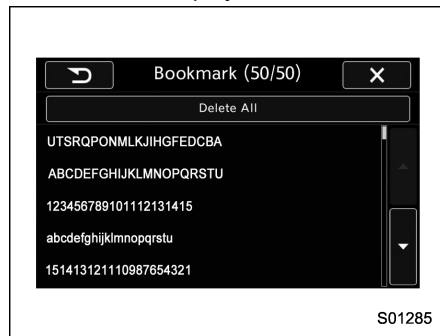 Bookmark (50/50)
Delete All
UTSRQPONMLKJIHGFEDCBA
ABCDEFGHIJKLMNOPQRSTU
123456789101112131415
abcdefghijklmnopqrstu
151413121110987654321
S01285